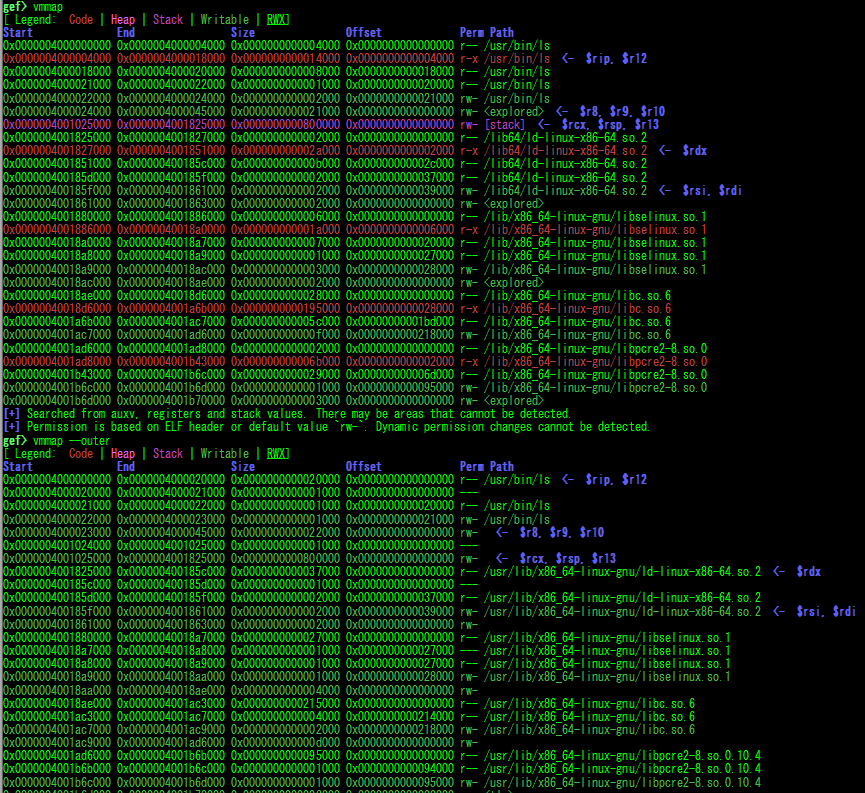 gef> vmmap
[ Legend:  Code | Heap | Stack | Writable | RWX]
Start              End                Size               Offset             Perm Path
0x0000004000000000 0x0000004000004000 0x0000000000004000 0x0000000000000000 r-- /usr/bin/ls
0x0000004000004000 0x0000004000018000 0x0000000000014000 0x0000000000004000 r-x /usr/bin/ls  <-  $rip, $r12
0x0000004000018000 0x0000004000020000 0x0000000000008000 0x0000000000018000 r-- /usr/bin/ls
0x0000004000021000 0x0000004000022000 0x0000000000001000 0x0000000000020000 r-- /usr/bin/ls
0x0000004000022000 0x0000004000024000 0x0000000000002000 0x0000000000021000 rw- /usr/bin/ls
0x0000004000024000 0x0000004000045000 0x0000000000021000 0x0000000000000000 rw- <explored>  <-  $r8, $r9, $r10
0x0000004001025000 0x0000004001825000 0x0000000000800000 0x0000000000000000 rw- [stack]  <-  $rcx, $rsp, $r13
0x0000004001825000 0x0000004001827000 0x0000000000002000 0x0000000000000000 r-- /lib64/ld-linux-x86-64.so.2
0x0000004001827000 0x0000004001851000 0x000000000002a000 0x0000000000002000 r-x /lib64/ld-linux-x86-64.so.2  <-  $rdx
0x0000004001851000 0x000000400185c000 0x000000000000b000 0x000000000002c000 r-- /lib64/ld-linux-x86-64.so.2
0x000000400185d000 0x000000400185f000 0x0000000000002000 0x0000000000037000 r-- /lib64/ld-linux-x86-64.so.2
0x000000400185f000 0x0000004001861000 0x0000000000002000 0x0000000000039000 rw- /lib64/ld-linux-x86-64.so.2  <-  $rsi, $rdi
0x0000004001861000 0x0000004001863000 0x0000000000002000 0x0000000000000000 rw- <explored>
0x0000004001880000 0x0000004001886000 0x0000000000006000 0x0000000000000000 r-- /lib/x86_64-linux-gnu/libselinux.so.1
0x0000004001886000 0x00000040018a0000 0x000000000001a000 0x0000000000006000 r-x /lib/x86_64-linux-gnu/libselinux.so.1
0x00000040018a0000 0x00000040018a7000 0x0000000000007000 0x0000000000020000 r-- /lib/x86_64-linux-gnu/libselinux.so.1
0x00000040018a8000 0x00000040018a9000 0x0000000000001000 0x0000000000027000 r-- /lib/x86_64-linux-gnu/libselinux.so.1
0x00000040018a9000 0x00000040018ac000 0x0000000000003000 0x0000000000028000 rw- /lib/x86_64-linux-gnu/libselinux.so.1
0x00000040018ac000 0x00000040018ae000 0x0000000000002000 0x0000000000000000 rw- <explored>
0x00000040018ae000 0x00000040018d6000 0x0000000000028000 0x0000000000000000 r-- /lib/x86_64-linux-gnu/libc.so.6
0x00000040018d6000 0x0000004001a6b000 0x0000000000195000 0x0000000000028000 r-x /lib/x86_64-linux-gnu/libc.so.6
0x0000004001a6b000 0x0000004001ac7000 0x000000000005c000 0x00000000001bd000 r-- /lib/x86_64-linux-gnu/libc.so.6
0x0000004001ac7000 0x0000004001ad6000 0x000000000000f000 0x0000000000218000 rw- /lib/x86_64-linux-gnu/libc.so.6
0x0000004001ad6000 0x0000004001ad8000 0x0000000000002000 0x0000000000000000 r-- /lib/x86_64-linux-gnu/libpcre2-8.so.0
0x0000004001ad8000 0x0000004001b43000 0x000000000006b000 0x0000000000002000 r-x /lib/x86_64-linux-gnu/libpcre2-8.so.0
0x0000004001b43000 0x0000004001b6c000 0x0000000000029000 0x000000000006d000 r-- /lib/x86_64-linux-gnu/libpcre2-8.so.0
0x0000004001b6c000 0x0000004001b6d000 0x0000000000001000 0x0000000000095000 rw- /lib/x86_64-linux-gnu/libpcre2-8.so.0
0x0000004001b6d000 0x0000004001b70000 0x0000000000003000 0x0000000000000000 rw- <explored>
[+] Searched from auxv, registers and stack values. There may be areas that cannot be detected.
[+] Permission is based on ELF header or default value `rw-`. Dynamic permission changes cannot be detected.
gef> vmmap --outer
[ Legend:  Code | Heap | Stack | Writable | RWX]
Start              End                Size               Offset             Perm Path
0x0000004000000000 0x0000004000020000 0x0000000000020000 0x0000000000000000 r-- /usr/bin/ls  <-  $rip, $r12
0x0000004000020000 0x0000004000021000 0x0000000000001000 0x0000000000000000 ---
0x0000004000021000 0x0000004000022000 0x0000000000001000 0x0000000000020000 r-- /usr/bin/ls
0x0000004000022000 0x0000004000023000 0x0000000000001000 0x0000000000021000 rw- /usr/bin/ls
0x0000004000023000 0x0000004000045000 0x0000000000022000 0x0000000000000000 rw-  <-  $r8, $r9, $r10
0x0000004001024000 0x0000004001025000 0x0000000000001000 0x0000000000000000 ---
0x0000004001025000 0x0000004001825000 0x0000000000800000 0x0000000000000000 rw-  <-  $rcx, $rsp, $r13
0x0000004001825000 0x000000400185c000 0x0000000000037000 0x0000000000000000 r-- /usr/lib/x86_64-linux-gnu/ld-linux-x86-64.so.2  <-  $rdx
0x000000400185c000 0x000000400185d000 0x0000000000001000 0x0000000000000000 ---
0x000000400185d000 0x000000400185f000 0x0000000000002000 0x0000000000037000 r-- /usr/lib/x86_64-linux-gnu/ld-linux-x86-64.so.2
0x000000400185f000 0x0000004001861000 0x0000000000002000 0x0000000000039000 rw- /usr/lib/x86_64-linux-gnu/ld-linux-x86-64.so.2  <-  $rsi, $rdi
0x0000004001861000 0x0000004001863000 0x0000000000002000 0x0000000000000000 rw-
0x0000004001880000 0x00000040018a7000 0x0000000000027000 0x0000000000000000 r-- /usr/lib/x86_64-linux-gnu/libselinux.so.1
0x00000040018a7000 0x00000040018a8000 0x0000000000001000 0x0000000000027000 --- /usr/lib/x86_64-linux-gnu/libselinux.so.1
0x00000040018a8000 0x00000040018a9000 0x0000000000001000 0x0000000000027000 r-- /usr/lib/x86_64-linux-gnu/libselinux.so.1
0x00000040018a9000 0x00000040018aa000 0x0000000000001000 0x0000000000028000 rw- /usr/lib/x86_64-linux-gnu/libselinux.so.1
0x00000040018aa000 0x00000040018ae000 0x0000000000004000 0x0000000000000000 rw-
0x00000040018ae000 0x0000004001ac3000 0x0000000000215000 0x0000000000000000 r-- /usr/lib/x86_64-linux-gnu/libc.so.6
0x0000004001ac3000 0x0000004001ac7000 0x0000000000004000 0x0000000000214000 r-- /usr/lib/x86_64-linux-gnu/libc.so.6
0x0000004001ac7000 0x0000004001ac9000 0x0000000000002000 0x0000000000218000 rw- /usr/lib/x86_64-linux-gnu/libc.so.6
0x0000004001ac9000 0x0000004001ad6000 0x000000000000d000 0x0000000000000000 rw-
0x0000004001ad6000 0x0000004001b6b000 0x0000000000095000 0x0000000000000000 r-- /usr/lib/x86_64-linux-gnu/libpcre2-8.so.0.10.4
0x0000004001b6b000 0x0000004001b6c000 0x0000000000001000 0x0000000000094000 r-- /usr/lib/x86_64-linux-gnu/libpcre2-8.so.0.10.4
0x0000004001b6c000 0x0000004001b6d000 0x0000000000001000 0x0000000000095000 rw- /usr/lib/x86_64-linux-gnu/libpcre2-8.so.0.10.4